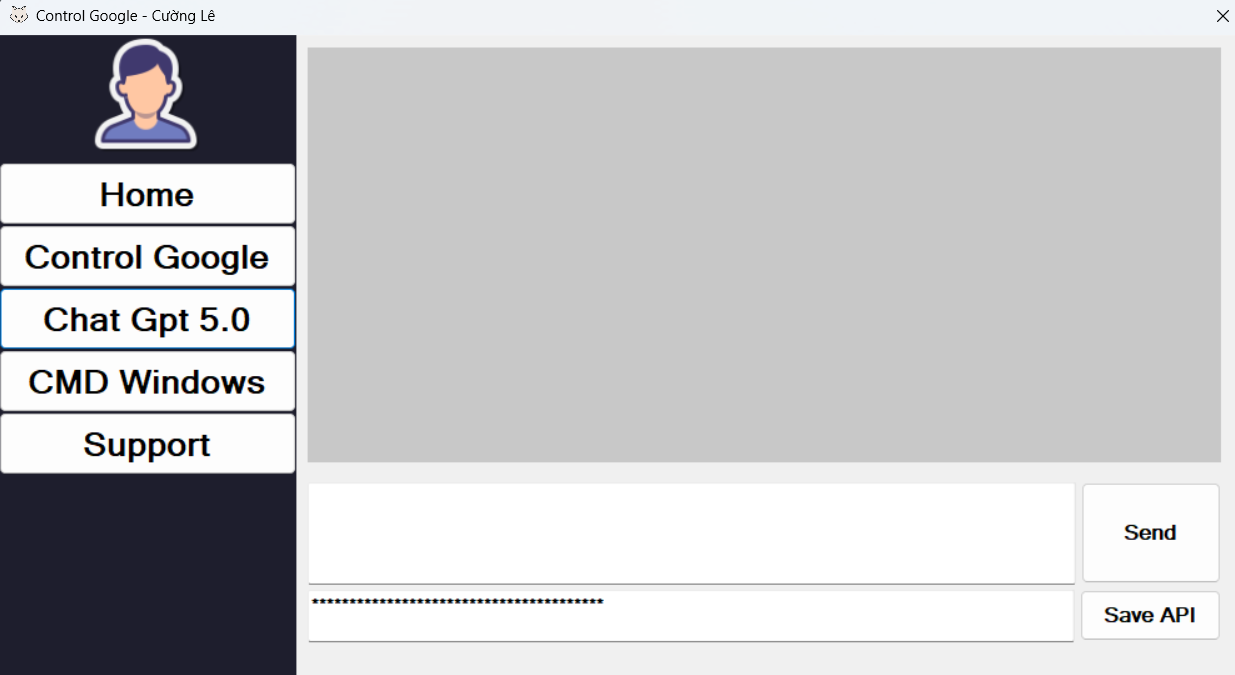 Control Google - Cường Lê
Home
Control Google
Chat Gpt 5.0
CMD Windows
Support
Send
***************************************
Save API